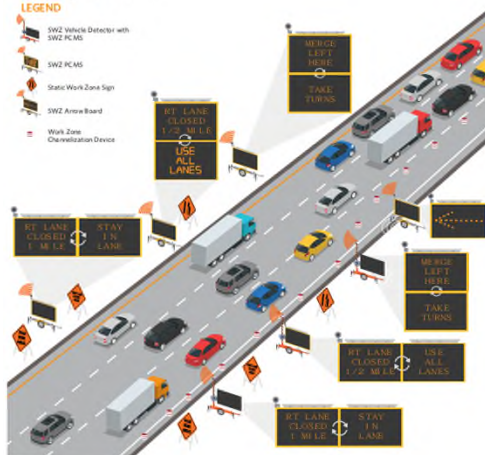 LEGEND
SWZ Vehicle Detector with
SWZ PCMS
SWZ PCMS
Static Work Zone Sign
SWZ Arrow Board
Work Zone
Channelization Device
MERGE
LEFT
HERE
TAKE
TURNS
RT LANE
CLOSED
1/2 MILE
USE
ALL
LANES
RT LANE
CLOSED
1 MILE
STAY
IN
LANE
MERGE
LEFT
HERE
TAKE
TURNS
RT LANE
CLOSED
1/2 MILE
USE
ALL
LANES
RT LANE
CLOSED
1 MILE
STAY
IN
LANE